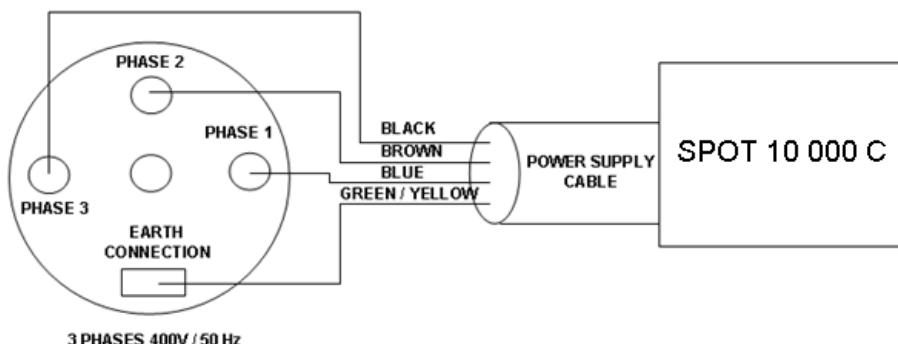 PHASE 2
PHASE 1
PHASE 3
EARTH
CONNECTION
3 PHASES 400V / 50 Hz
BLACK
BROWN
BLUE
GREEN / YELLOW
POWER SUPPLY
CABLE
SPOT 10 000 C